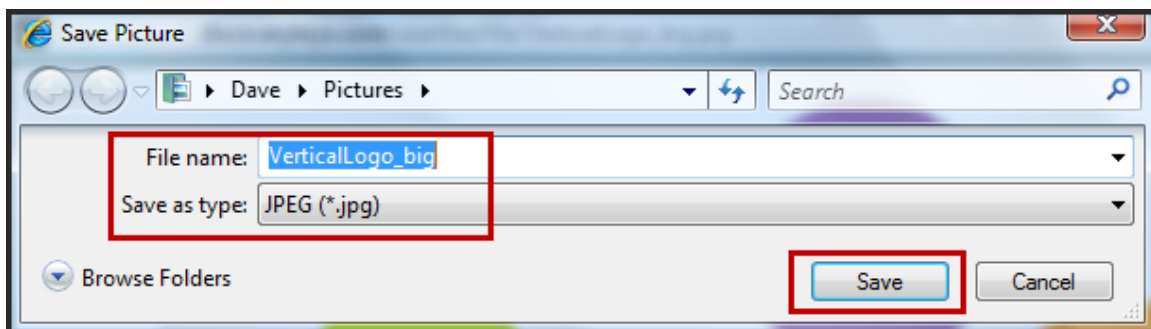 Save Picture
Dave Pictures
Search
File name: VerticalLogo_big
Save as type: JPEG (*.jpg)
Browse Folders
Save Cancel